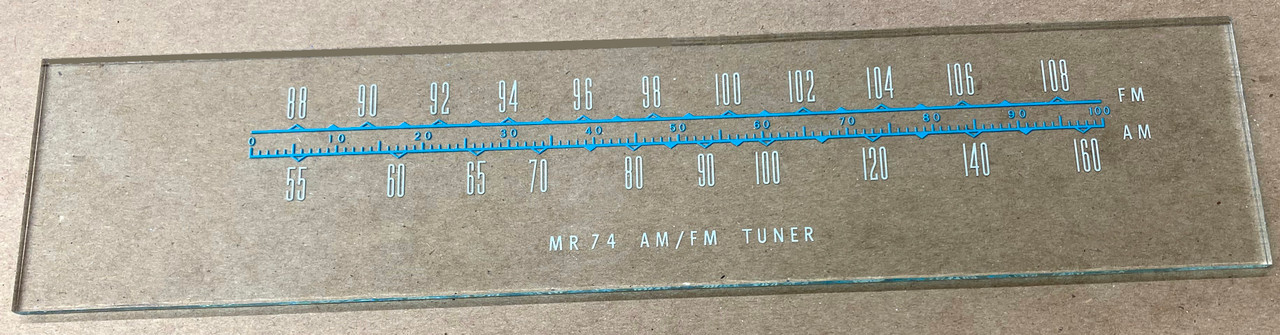 88 90 92 94 96 98 100 102 104 106 108 FM
0 10 20 30 40 50 60 70 80 90 100
55 60 65 70 80 90 100 120 140 160 AM
MR 74 AM/FM TUNER